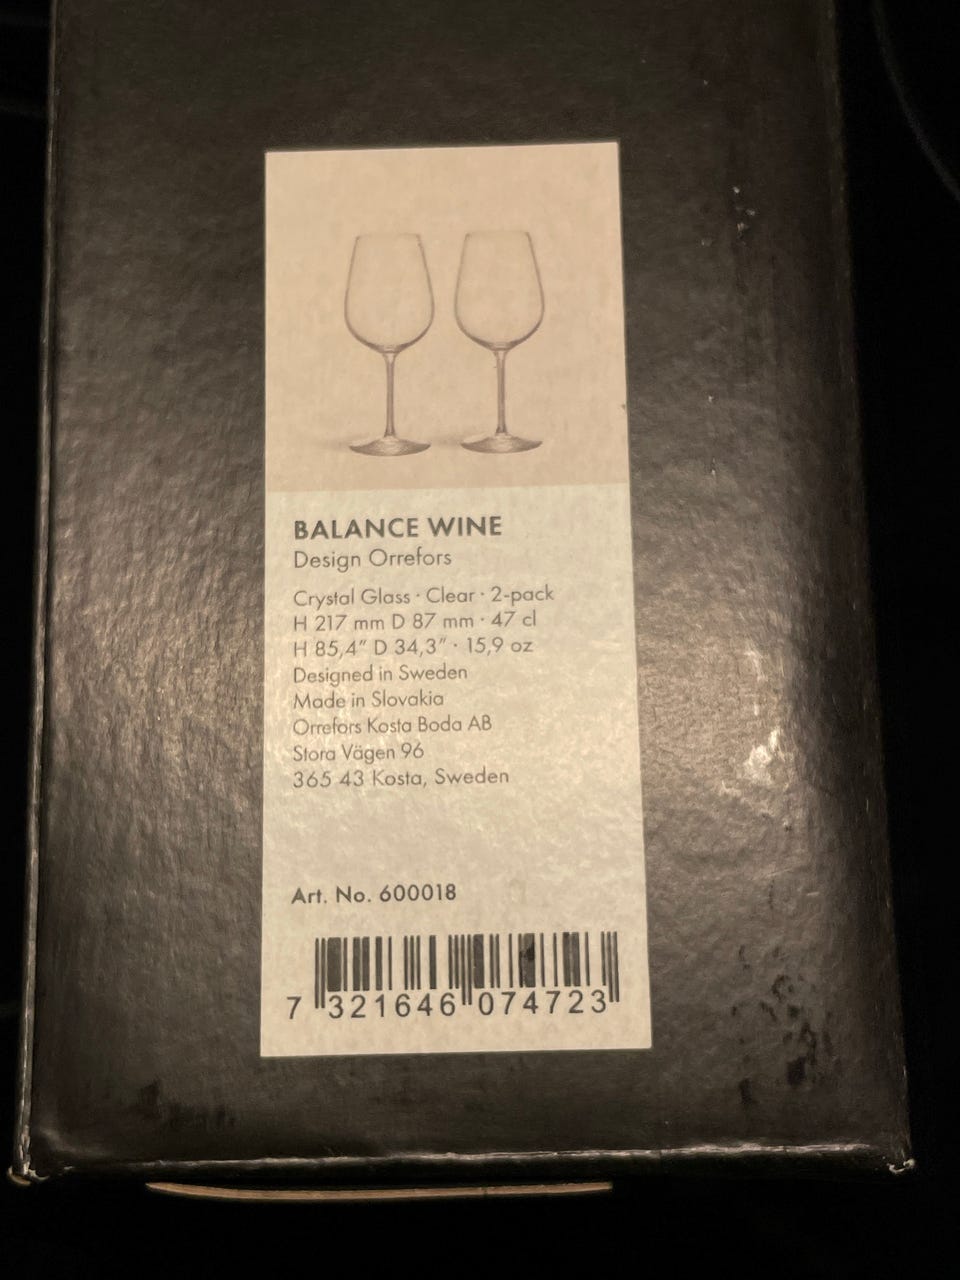 BALANCE WINE
Design Orrefors
Crystal Glass · Clear · 2-pack
H 217 mm D 87 mm · 47 cl
H 85,4″ D 34,3″ · 15,9 oz
Designed in Sweden
Made in Slovakia
Orrefors Kosta Boda AB
Stora Vägen 96
365 43 Kosta, Sweden
Art. No. 600018
7 321646 074723